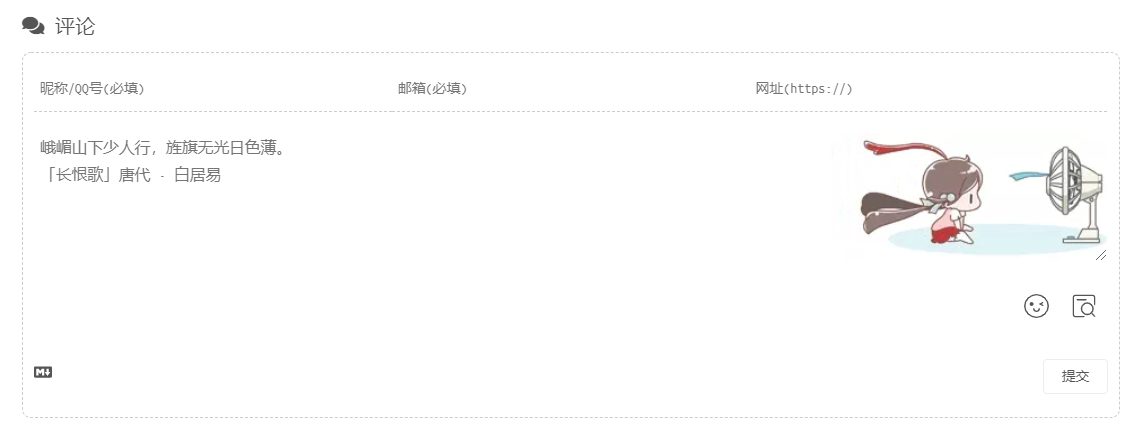 评论
昵称/QQ号(必填) 邮箱(必填) 网址(https://)
峨嵋山下少人行，旌旗无光日色薄。
「长恨歌」唐代 - 白居易
M↓ 提交